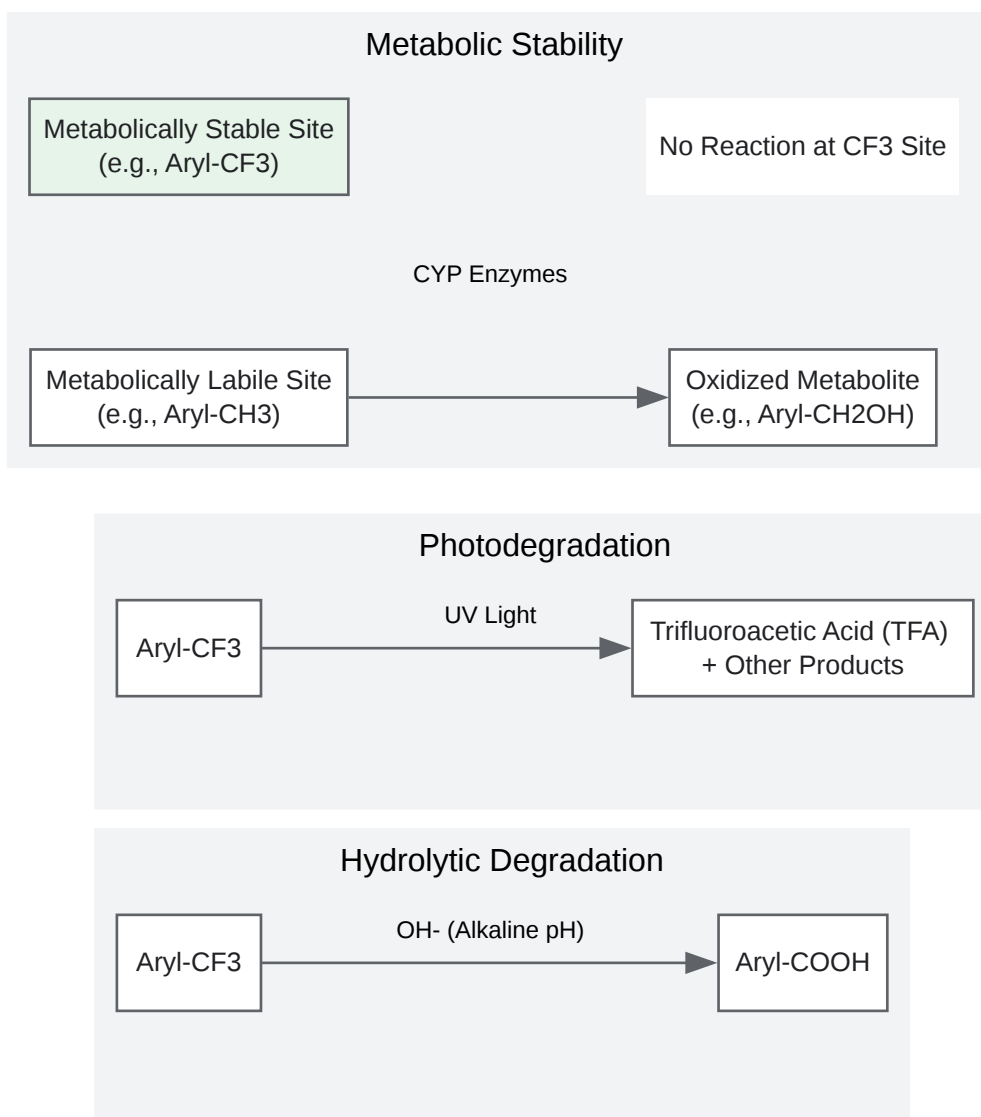 Metabolic Stability
Metabolically Stable Site
(e.g., Aryl-CF3)
No Reaction at CF3 Site
CYP Enzymes
Metabolically Labile Site
(e.g., Aryl-CH3)
Oxidized Metabolite
(e.g., Aryl-CH2OH)
Photodegradation
Aryl-CF3
UV Light
Trifluoroacetic Acid (TFA)
+ Other Products
Hydrolytic Degradation
Aryl-CF3
OH- (Alkaline pH)
Aryl-COOH